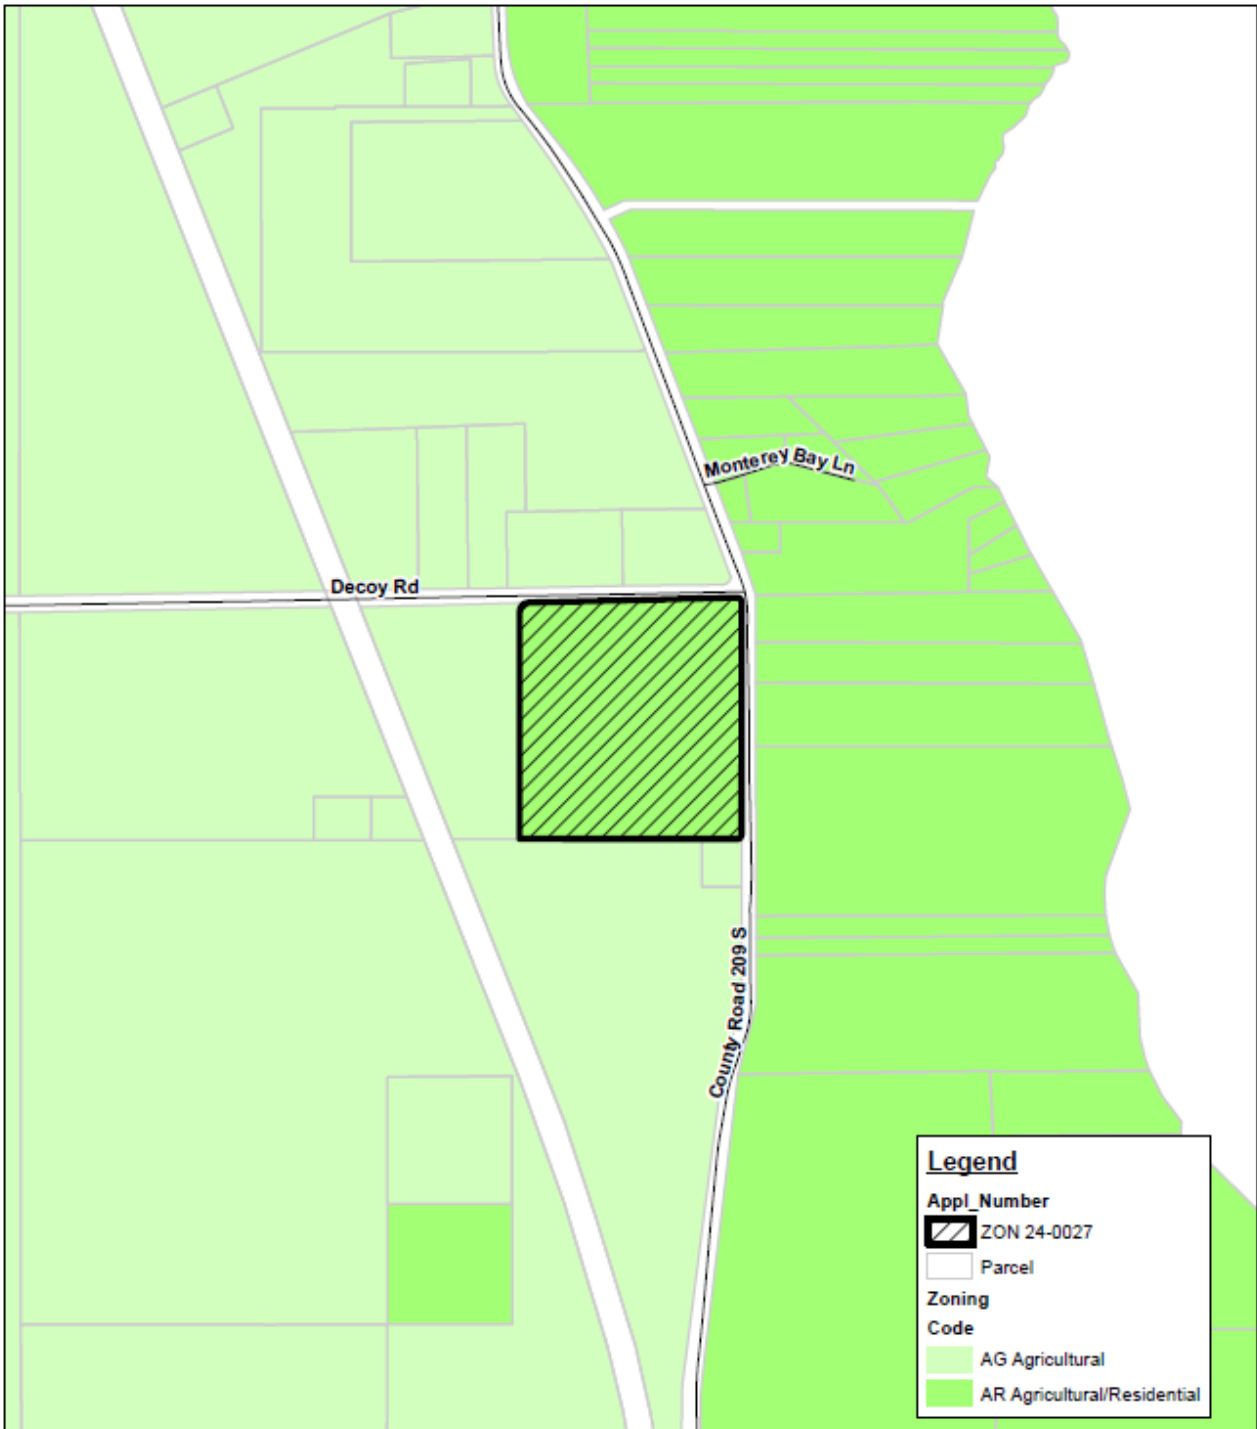 Monterey Bay Ln
Decoy Rd
County Road 209 S
Legend
Appl_Number
ZON 24-0027
Parcel
Zoning
Code
AG Agricultural
AR Agricultural/Residential